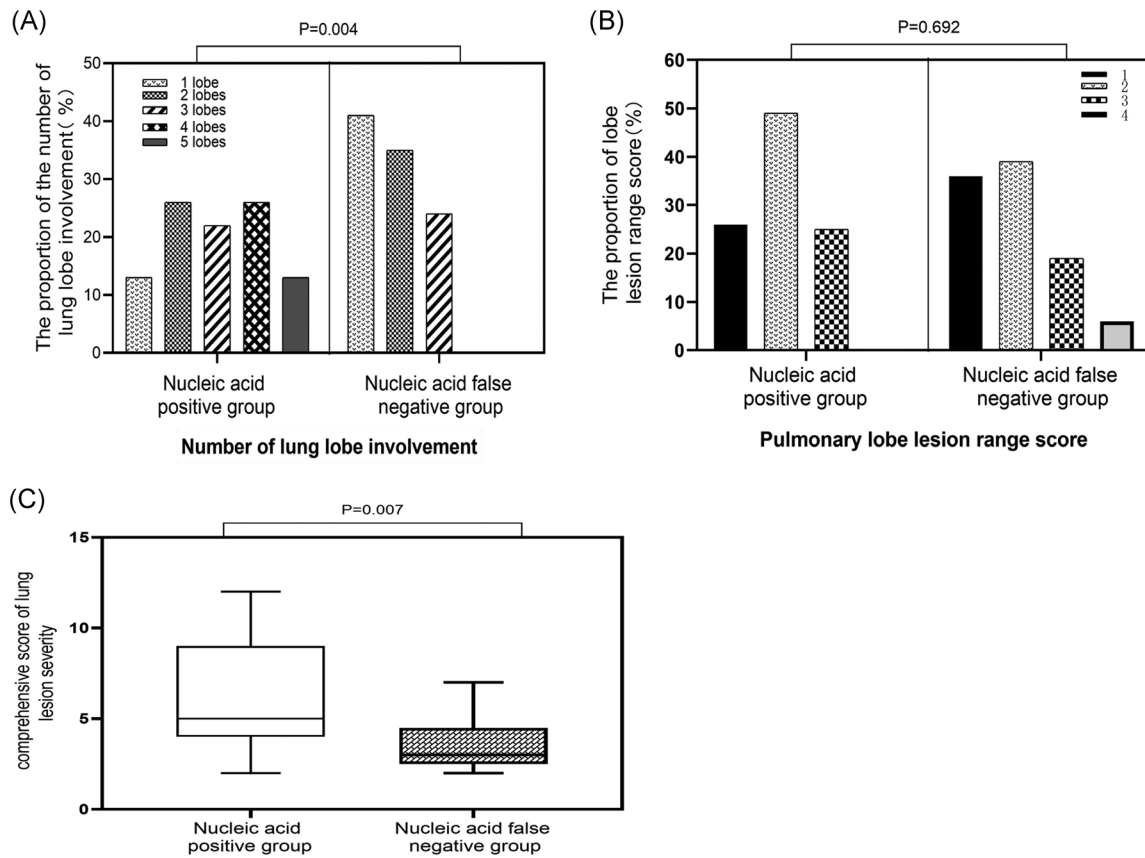 (A)
P=0.004
The proportion of the number of
lung lobe involvement(%)
50
40
30
20
10
0
1 lobe
2 lobes
3 lobes
4 lobes
5 lobes
Nucleic acid
positive group
Nucleic acid false
negative group
Number of lung lobe involvement
(B)
P=0.692
The proportion of lobe
lesion range score(%)
60
50
40
30
20
10
0
1
2
3
4
Nucleic acid
positive group
Nucleic acid false
negative group
Pulmonary lobe lesion range score
(C)
P=0.007
comprehensive score of lung
lesion severity
15
10
5
0
Nucleic acid
positive group
Nucleic acid false
negative group